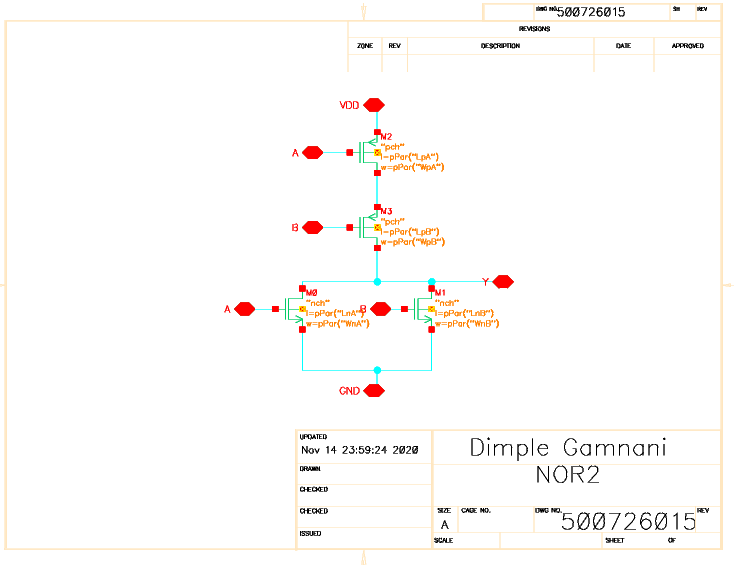 DWG NO. 500726015 SH REV
REVISIONS
ZONE REV DESCRIPTION DATE APPROVED
VDD
M2
A
"pch"
l=pPar("LpA")
w=pPar("WpA")
M3
B
"pch"
l=pPar("LpB")
w=pPar("WpB")
Y
M0 M1
A "nch" B "nch"
l=pPar("LnA") l=pPar("LnB")
w=pPar("WnA") w=pPar("WnB")
GND
UPDATED
Nov 14 23:59:24 2020
DRAWN
CHECKED
CHECKED
ISSUED
Dimple Gamnani
NOR2
SIZE CAGE NO. DWG NO. REV
A 500726015
SCALE SHEET OF